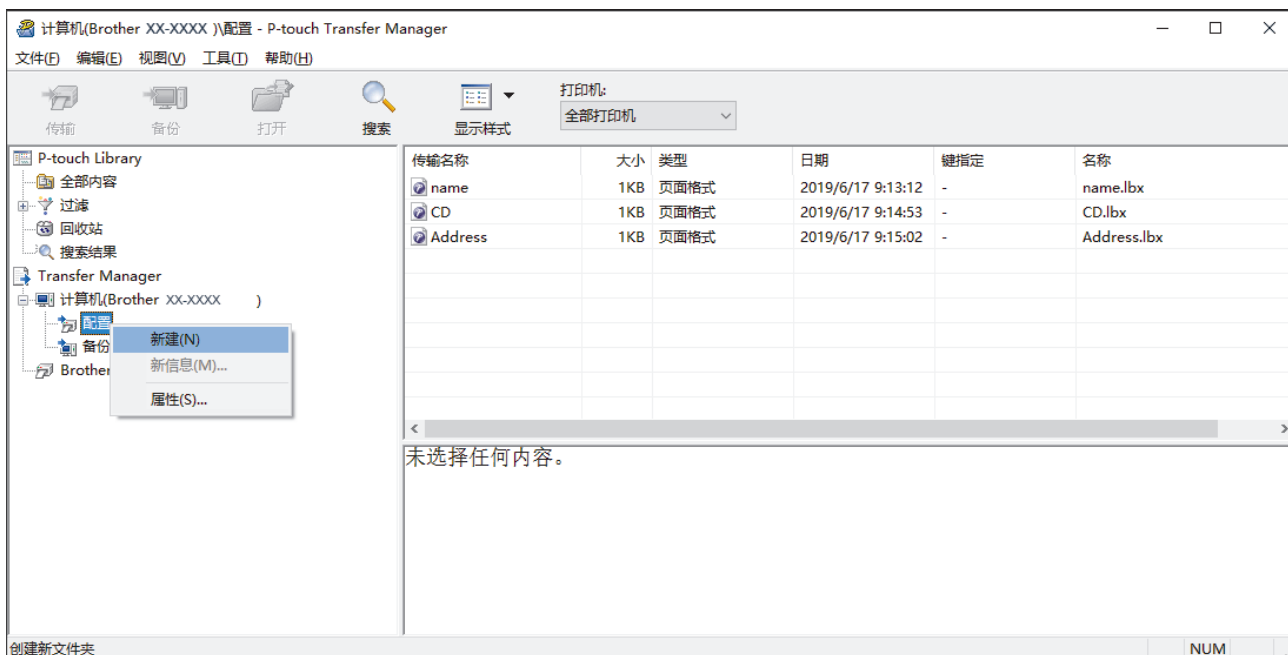 计算机(Brother XX-XXXX )\配置 - P-touch Transfer Manager
文件(F) 编辑(E) 视图(V) 工具(T) 帮助(H)
传输 备份 打开 搜索 显示样式 打印机:
全部打印机
P-touch Library
全部内容
过滤
回收站
搜索结果
Transfer Manager
计算机(Brother XX-XXXX )
配置
备份
Brother
新建(N)
新信息(M)...
属性(S)...
传输名称 大小 类型 日期 键指定 名称
name 1KB 页面格式 2019/6/17 9:13:12 - name.lbx
CD 1KB 页面格式 2019/6/17 9:14:53 - CD.lbx
Address 1KB 页面格式 2019/6/17 9:15:02 - Address.lbx
未选择任何内容。
创建新文件夹 NUM